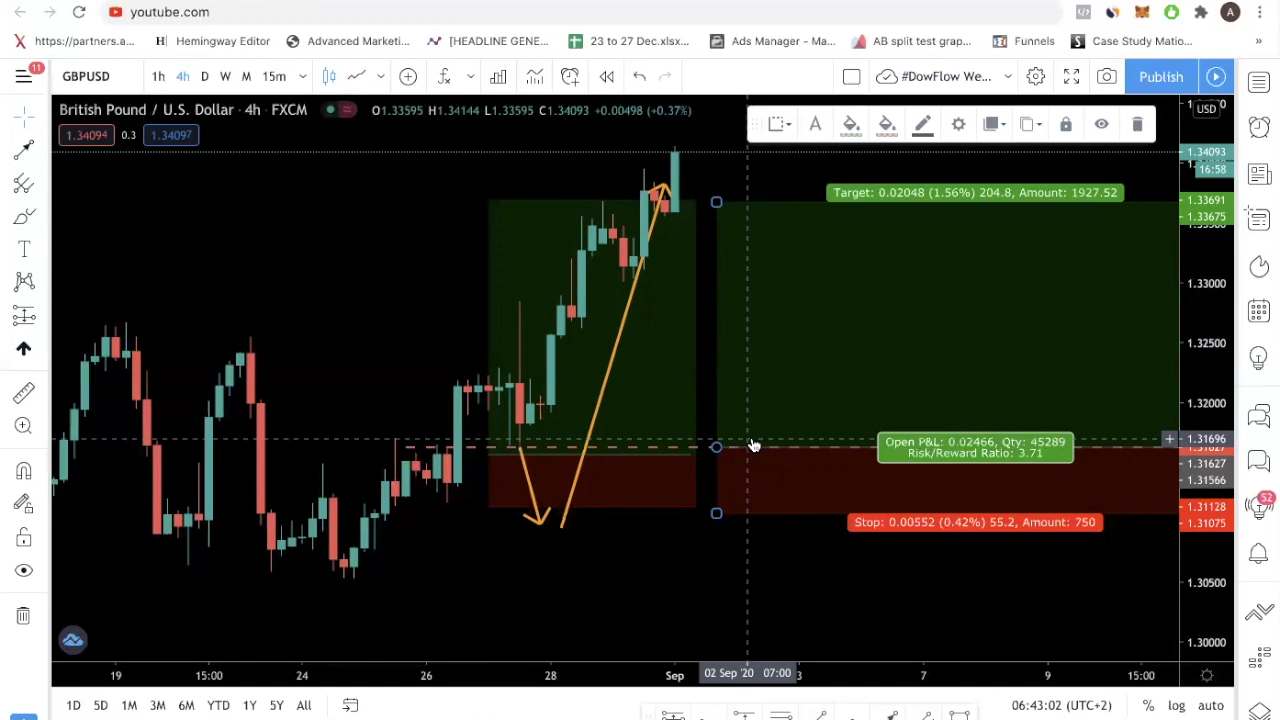 youtube.com
A
https://partners.a...
H Hemingway Editor
Advanced Marketi...
[HEADLINE GENE...
23 to 27 Dec.xlsx...
Ads Manager - Ma...
AB split test grap...
Funnels
Case Study Matio...
»
11
GBPUSD
1h 4h D W M 15m
#DowFlow We...
Publish
British Pound / U.S. Dollar · 4h · FXCM
O1.33595 H1.34144 L1.33595 C1.34093 +0.00498 (+0.37%)
USD
1.34094 0.3 1.34097
1.34093
16:58
Target: 0.02048 (1.56%) 204.8, Amount: 1927.52
1.33691
1.33675
1.33000
1.32500
1.32000
1.31696
Open P&L: 0.02466, Qty: 45289
Risk/Reward Ratio: 3.71
1.31627
1.31566
52
1.31128
1.31075
Stop: 0.00552 (0.42%) 55.2, Amount: 750
1.30500
1.30000
19 15:00 24 26 28 Sep 02 Sep '20 07:00 3 7 9 15:00
1D 5D 1M 3M 6M YTD 1Y 5Y All
06:43:02 (UTC+2) % log auto